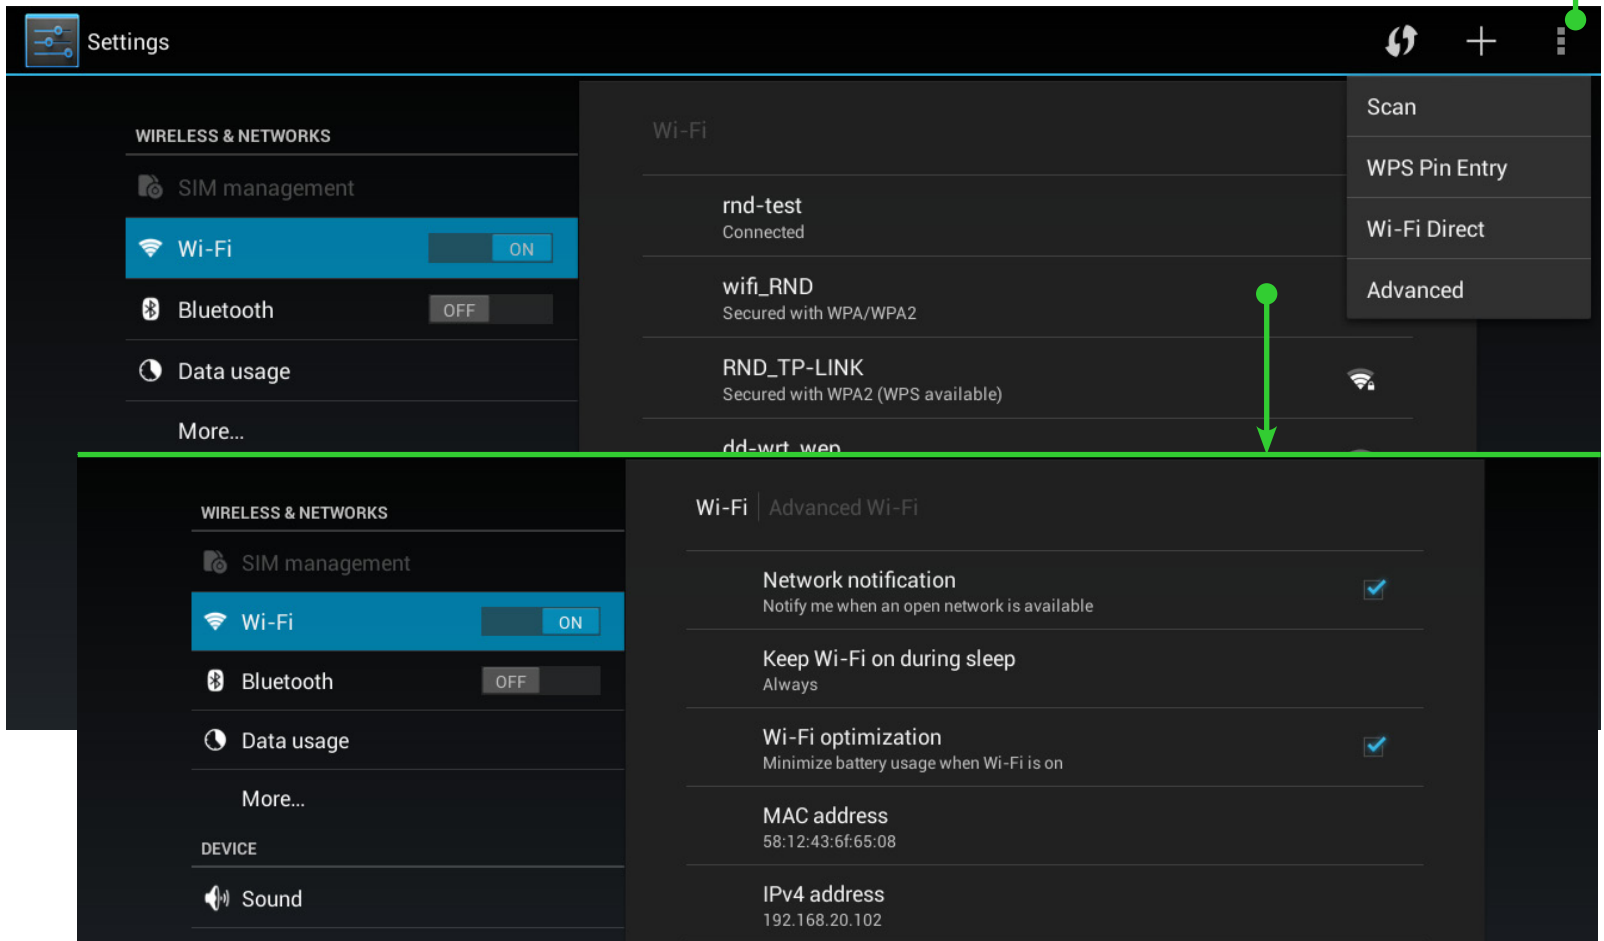 Settings
Scan
WPS Pin Entry
Wi-Fi Direct
Advanced
WIRELESS & NETWORKS
SIM management
Wi-Fi ON
Bluetooth OFF
Data usage
More...
Wi-Fi
rnd-test
Connected
wifi_RND
Secured with WPA/WPA2
RND_TP-LINK
Secured with WPA2 (WPS available)
dd-wrt_wep
WIRELESS & NETWORKS
SIM management
Wi-Fi ON
Bluetooth OFF
Data usage
More...
DEVICE
Sound
Wi-Fi Advanced Wi-Fi
Network notification
Notify me when an open network is available
Keep Wi-Fi on during sleep
Always
Wi-Fi optimization
Minimize battery usage when Wi-Fi is on
MAC address
58:12:43:6f:65:08
IPv4 address
192.168.20.102